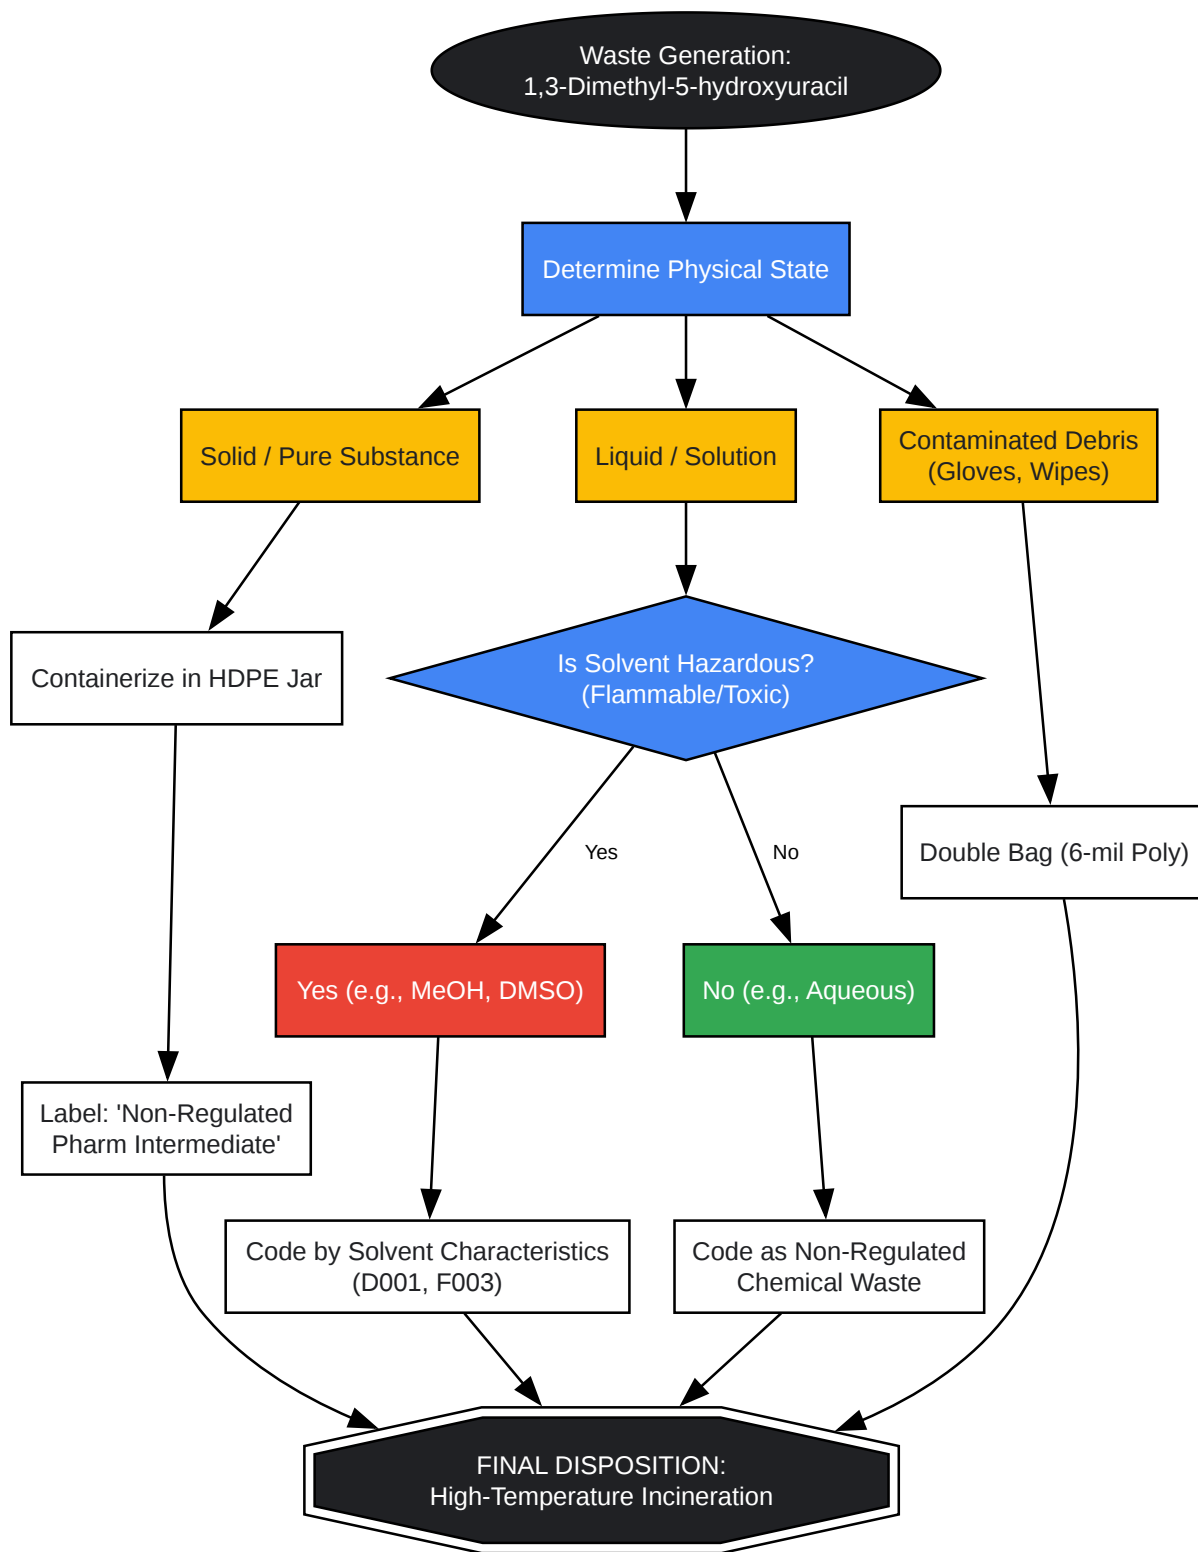 Waste Generation:
1,3-Dimethyl-5-hydroxyuracil
Determine Physical State
Solid / Pure Substance
Liquid / Solution
Contaminated Debris
(Gloves, Wipes)
Containerize in HDPE Jar
Is Solvent Hazardous?
(Flammable/Toxic)
Yes
No
Double Bag (6-mil Poly)
Yes (e.g., MeOH, DMSO)
No (e.g., Aqueous)
Label: 'Non-Regulated
Pharm Intermediate'
Code by Solvent Characteristics
(D001, F003)
Code as Non-Regulated
Chemical Waste
FINAL DISPOSITION:
High-Temperature Incineration